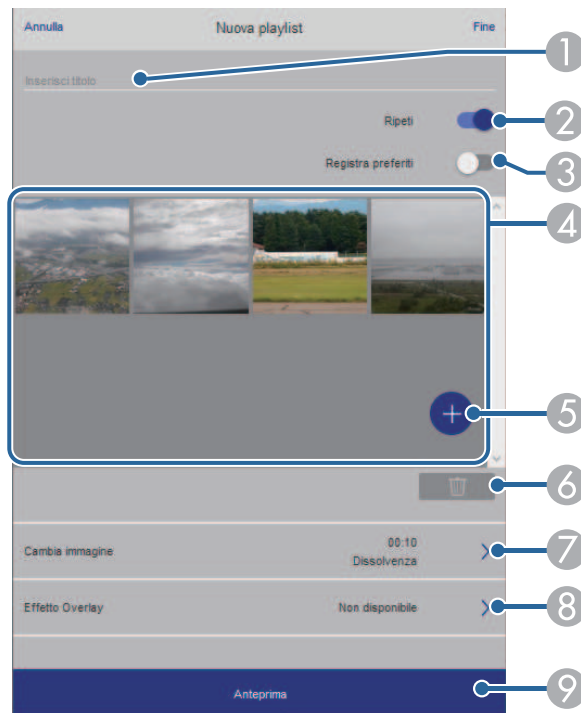 Annulla Nuova playlist Fine
1
Inserisci titolo
Ripeti 2
Registra preferiti 3
4
5
6
Cambia immagine 00:10 7
Dissolvenza
Effetto Overlay Non disponibile 8
Anteprima 9